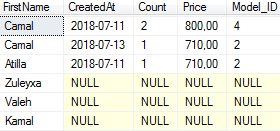 FirstName CreatedAt Count Price Model_ID
Camal 2018-07-11 2 800,00 4
Camal 2018-07-13 1 710,00 2
Atilla 2018-07-11 1 710,00 2
Zuleyxa NULL NULL NULL NULL
Valeh NULL NULL NULL NULL
Kamal NULL NULL NULL NULL